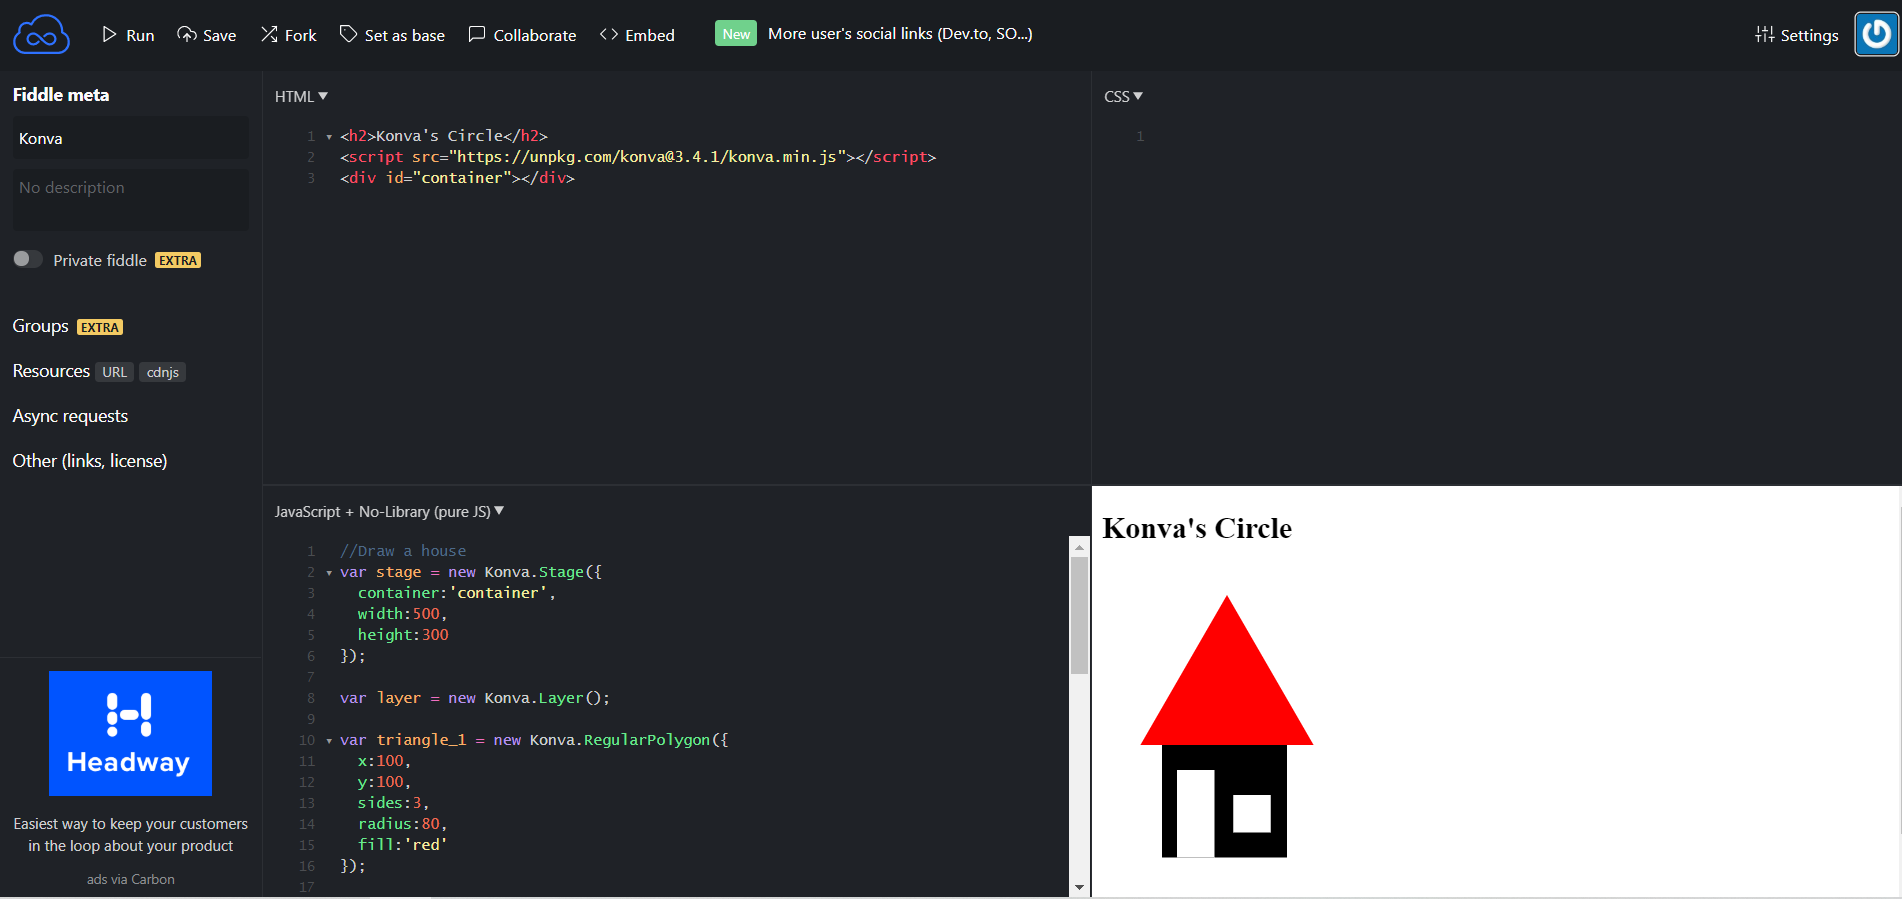 Run Save Fork Set as base Collaborate Embed New More user's social links (Dev.to, SO...) Settings
Fiddle meta
Konva
No description
Private fiddle EXTRA
Groups EXTRA
Resources URL cdnjs
Async requests
Other (links, license)
Headway
Easiest way to keep your customers
in the loop about your product
ads via Carbon
HTML ▼
1 ▾ <h2>Konva's Circle</h2>
2 <script src="https://unpkg.com/konva@3.4.1/konva.min.js"></script>
3 <div id="container"></div>
CSS ▼
1
JavaScript + No-Library (pure JS) ▼
1 //Draw a house
2 ▾ var stage = new Konva.Stage({
3   container:'container',
4   width:500,
5   height:300
6 });
7
8 var layer = new Konva.Layer();
9
10 ▾ var triangle_1 = new Konva.RegularPolygon({
11   x:100,
12   y:100,
13   sides:3,
14   radius:80,
15   fill:'red'
16 });
17
Konva's Circle